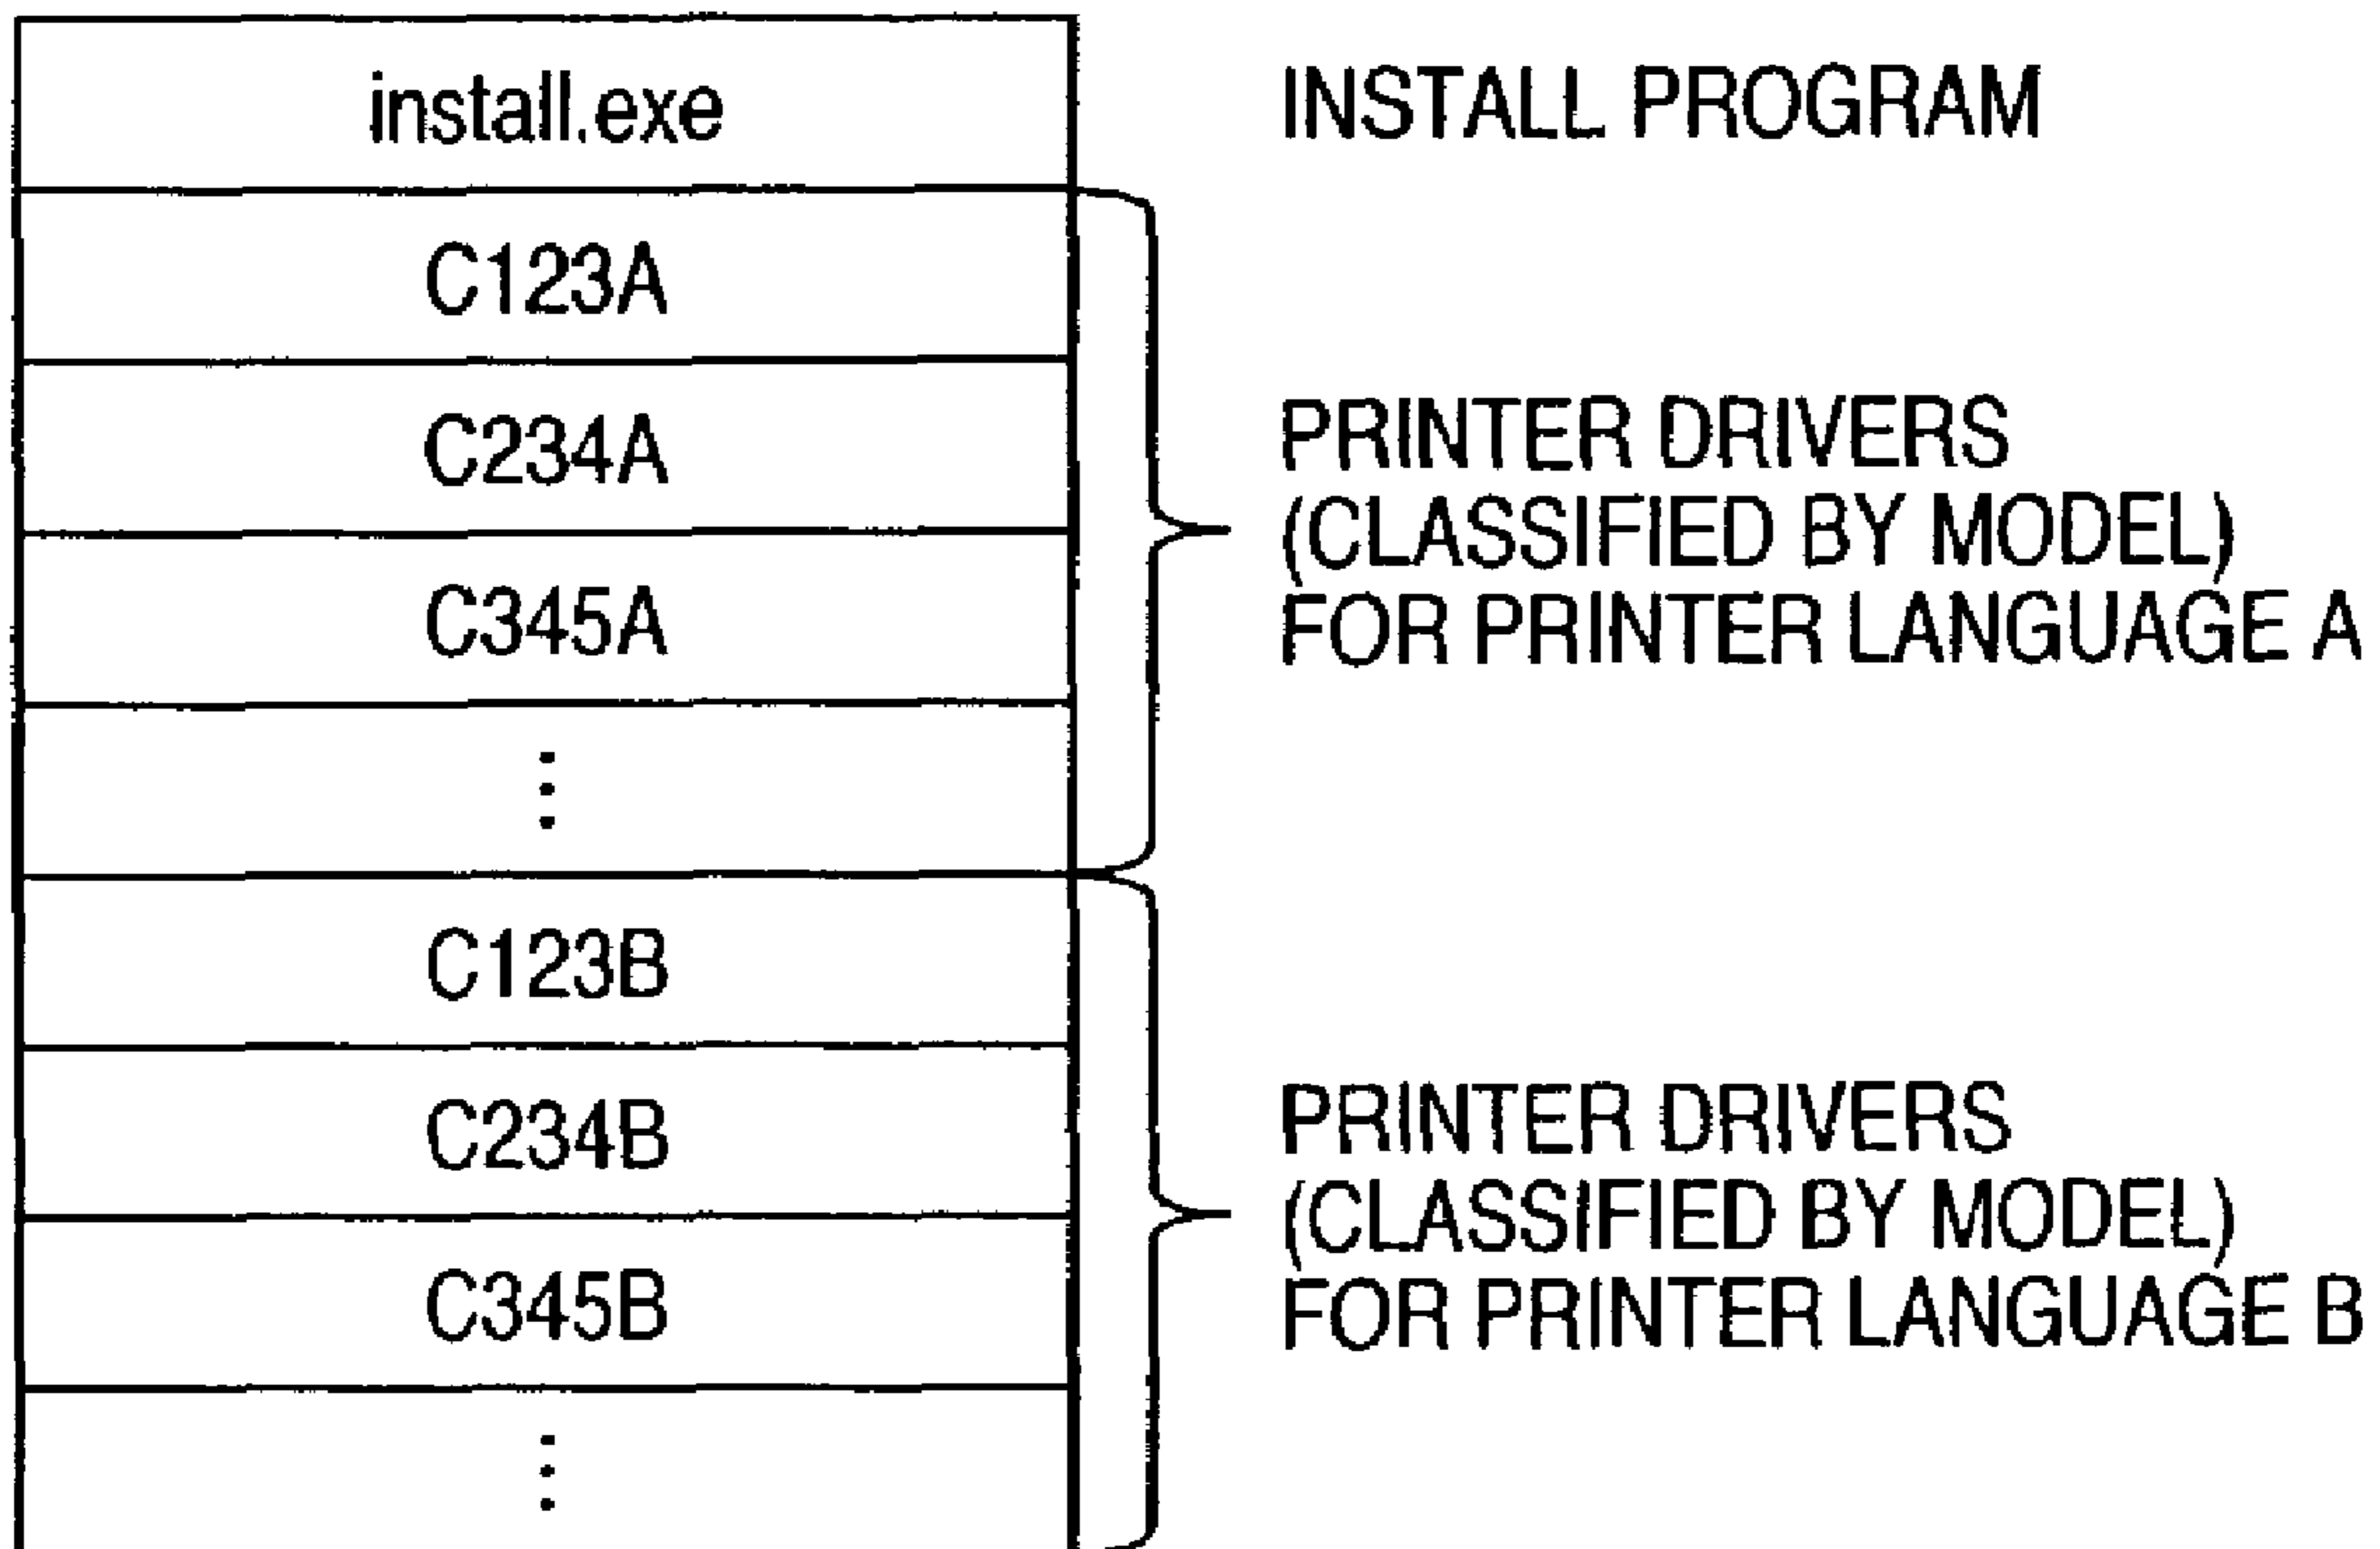 install.exe
INSTALL PROGRAM
C123A
C234A
C345A
PRINTER DRIVERS
(CLASSIFIED BY MODEL)
FOR PRINTER LANGUAGE A
C123B
C234B
C345B
PRINTER DRIVERS
(CLASSIFIED BY MODEL)
FOR PRINTER LANGUAGE B